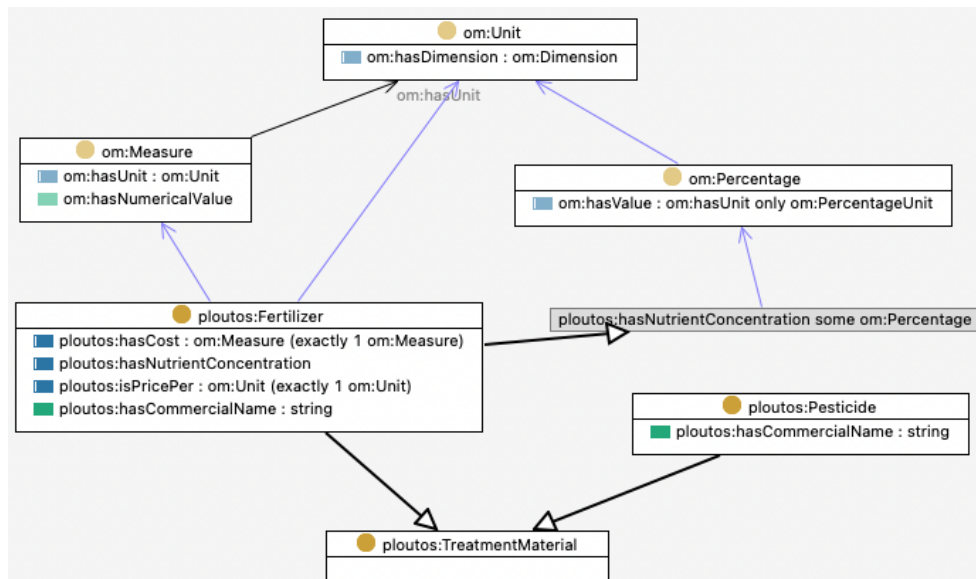 om:Unit
om:hasDimension : om:Dimension
om:hasUnit
om:Measure
om:hasUnit : om:Unit
om:hasNumericalValue
om:Percentage
om:hasValue : om:hasUnit only om:PercentageUnit
ploutos:Fertilizer
ploutos:hasCost : om:Measure (exactly 1 om:Measure)
ploutos:hasNutrientConcentration
ploutos:isPricePer : om:Unit (exactly 1 om:Unit)
ploutos:hasCommercialName : string
ploutos:hasNutrientConcentration some om:Percentage
ploutos:Pesticide
ploutos:hasCommercialName : string
ploutos:TreatmentMaterial